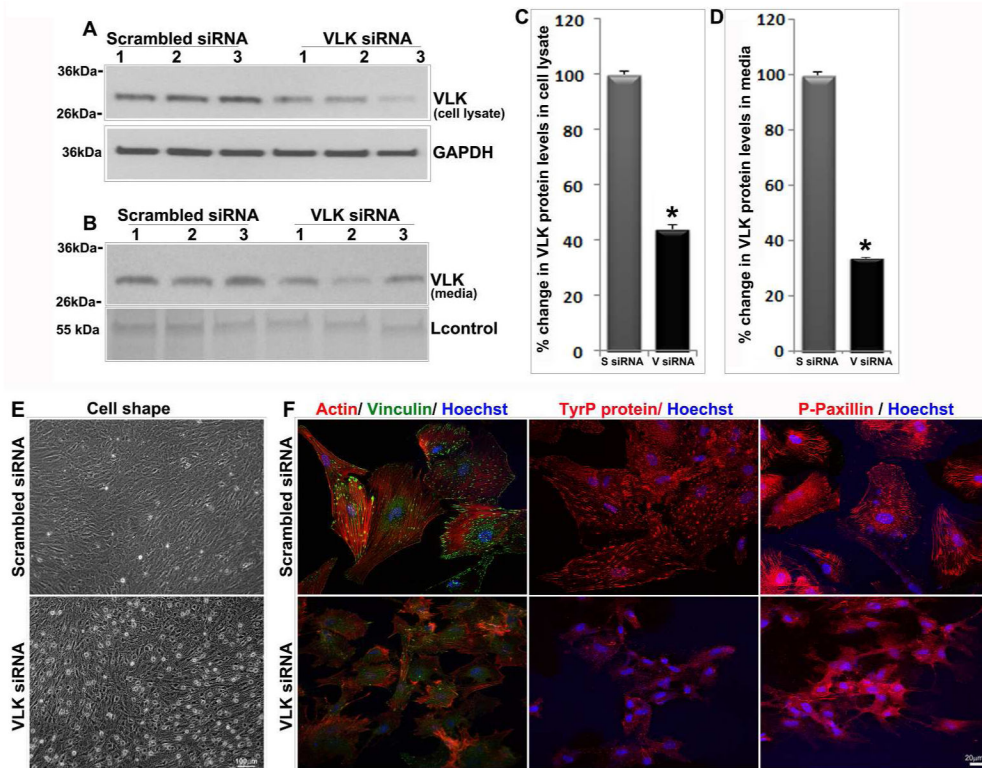 A
Scrambled siRNA VLK siRNA
1 2 3 1 2 3
36kDa-
26kDa-
VLK
(cell lysate)
36kDa
GAPDH
B
Scrambled siRNA VLK siRNA
1 2 3 1 2 3
36kDa-
26kDa-
VLK
(media)
55 kDa
Lcontrol
C
% change in VLK protein levels in cell lysate
120
100
80
60
40
20
0
*
S siRNA V siRNA
D
% change in VLK protein levels in media
120
100
80
60
40
20
0
*
S siRNA V siRNA
E
Cell shape
Scrambled siRNA
VLK siRNA
100µm
F
Actin/ Vinculin/ Hoechst
TyrP protein/ Hoechst
P-Paxillin / Hoechst
Scrambled siRNA
VLK siRNA
20µm